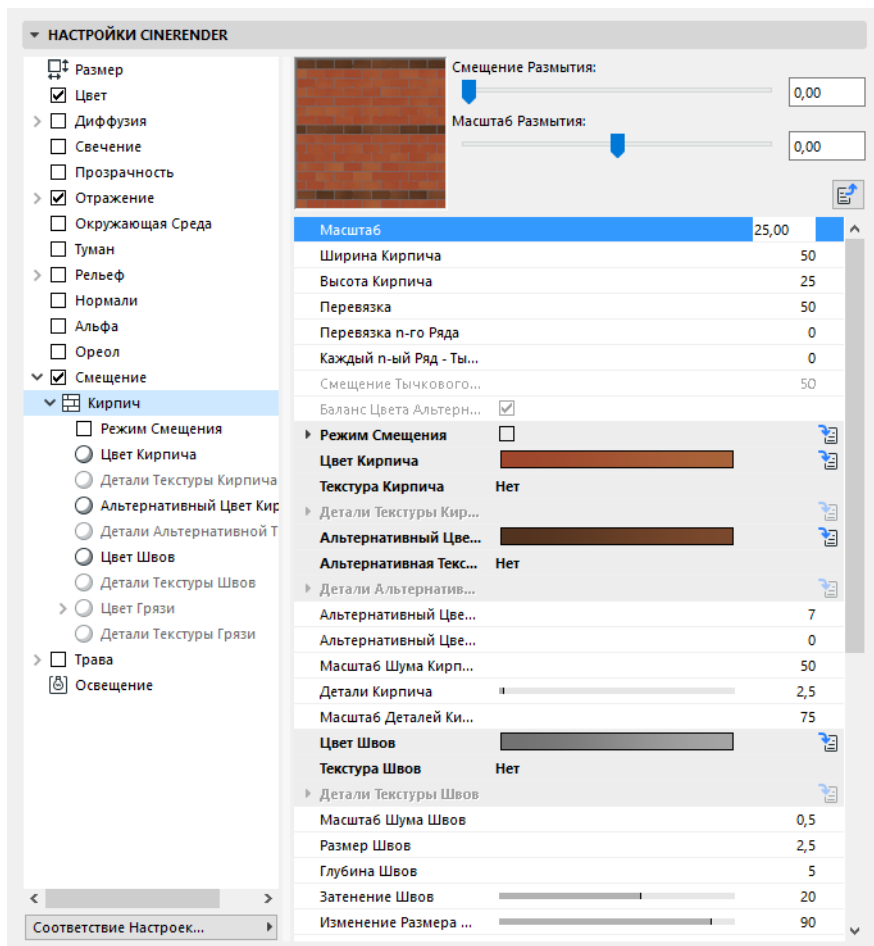 НАСТРОЙКИ CINERENDER
Размер
Цвет
Диффузия
Свечение
Прозрачность
Отражение
Окружающая Среда
Туман
Рельеф
Нормали
Альфа
Ореол
Смещение
Кирпич
Режим Смещения
Цвет Кирпича
Детали Текстуры Кирпича
Альтернативный Цвет Кир
Детали Альтернативной Т
Цвет Швов
Детали Текстуры Швов
Цвет Грязи
Детали Текстуры Грязи
Трава
Освещение
Соответствие Настроек...
Смещение Размытия:
0,00
Масштаб Размытия:
0,00
Масштаб 25,00
Ширина Кирпича 50
Высота Кирпича 25
Перевязка 50
Перевязка n-го Ряда 0
Каждый n-ый Ряд - Ты... 0
Смещение Тычкового... 50
Баланс Цвета Альтерн...
Режим Смещения
Цвет Кирпича
Текстура Кирпича Нет
Детали Текстуры Кир...
Альтернативный Цве...
Альтернативная Текс... Нет
Детали Альтернатив...
Альтернативный Цве... 7
Альтернативный Цве... 0
Масштаб Шума Кирп... 50
Детали Кирпича 2,5
Масштаб Деталей Ки... 75
Цвет Швов
Текстура Швов Нет
Детали Текстуры Швов
Масштаб Шума Швов 0,5
Размер Швов 2,5
Глубина Швов 5
Затенение Швов 20
Изменение Размера ... 90